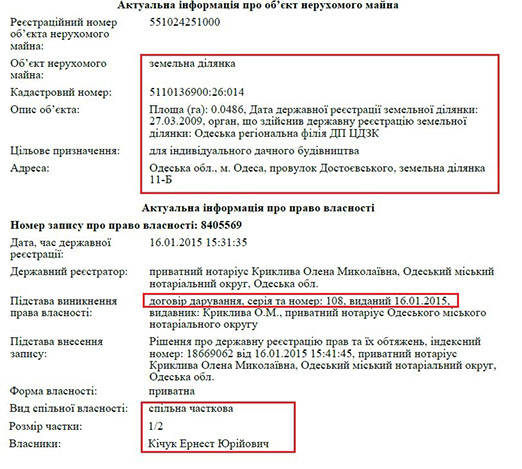 Актуальна інформація про об’єкт нерухомого майна
Реєстраційний номер 551024251000
об’єкта нерухомого
майна:
Об’єкт нерухомого земельна ділянка
майна:
Кадастровий номер: 5110136900:26:014
Опис об’єкта: Площа (га): 0.0486, Дата державної реєстрації земельної ділянки:
27.03.2009, орган, що здійснив державну реєстрацію земельної
ділянки: Одеська регіональна філія ДП ЦДЗК
Цільове призначення: для індивідуального дачного будівництва
Адреса: Одеська обл., м. Одеса, провулок Достоєвського, земельна ділянка
11-Б
Актуальна інформація про право власності
Номер запису про право власності: 8405569
Дата, час державної 16.01.2015 15:31:35
реєстрації:
Державний реєстратор: приватний нотаріус Криклива Олена Миколаївна, Одеський міський
нотаріальний округ, Одеська обл.
Підстава виникнення договір дарування, серія та номер: 108, виданий 16.01.2015,
права власності: видавник: Криклива О.М., приватний нотаріус Одеського міського
нотаріального округу
Підстава внесення Рішення про державну реєстрацію прав та їх обтяжень, індексний
запису: номер: 18669062 від 16.01.2015 15:41:45, приватний нотаріус
Криклива Олена Миколаївна, Одеський міський нотаріальний округ,
Одеська обл.
Форма власності: приватна
Вид спільної власності: спільна часткова
Розмір частки: 1/2
Власники: Кічук Ернест Юрійович